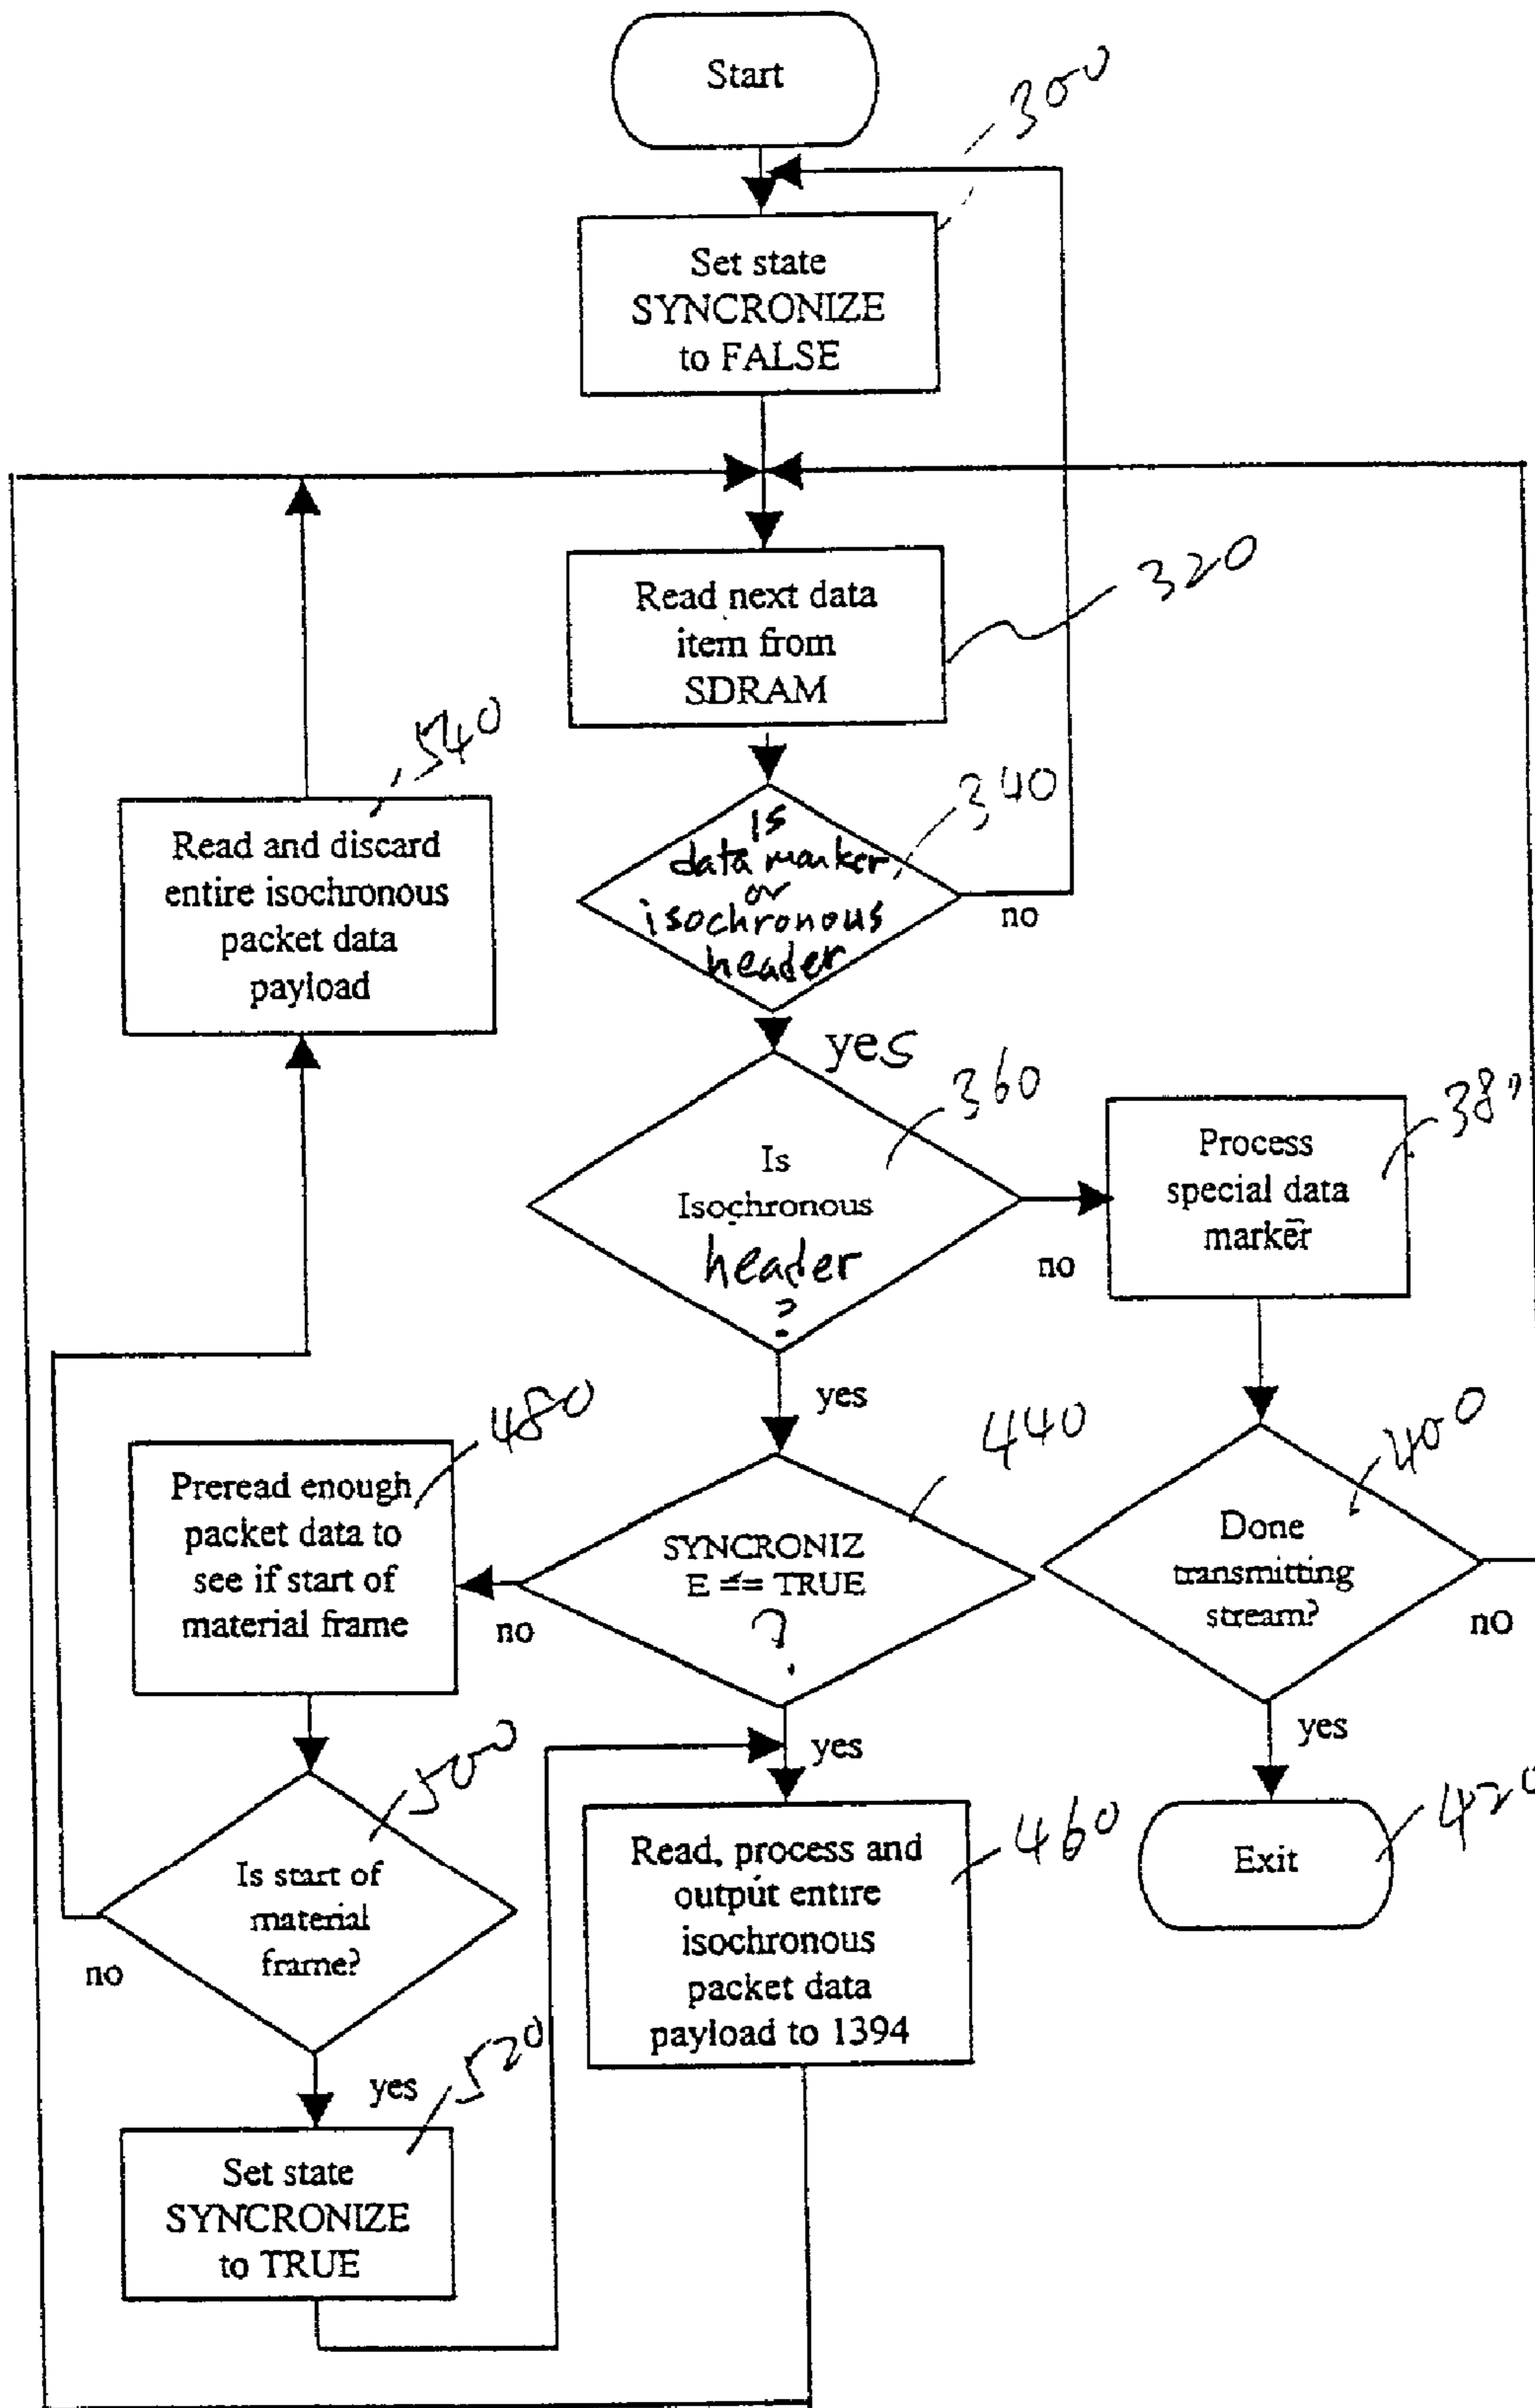 Start
300
Set state
SYNCRONIZE
to FALSE
Read next data
item from
SDRAM
320
540
Read and discard
entire isochronous
packet data
payload
340
is
data marker
or
isochronous
header
no
yes
360
Is
Isochronous
header
?
no
Process
special data
marker
yes
480
Preread enough
packet data to
see if start of
material frame
440
SYNCRONIZ
E == TRUE
?
no
400
Done
transmitting
stream?
no
yes
yes
500
Is start of
material
frame?
no
460
Read, process and
output entire
isochronous
packet data
payload to 1394
420
Exit
yes
520
Set state
SYNCRONIZE
to TRUE